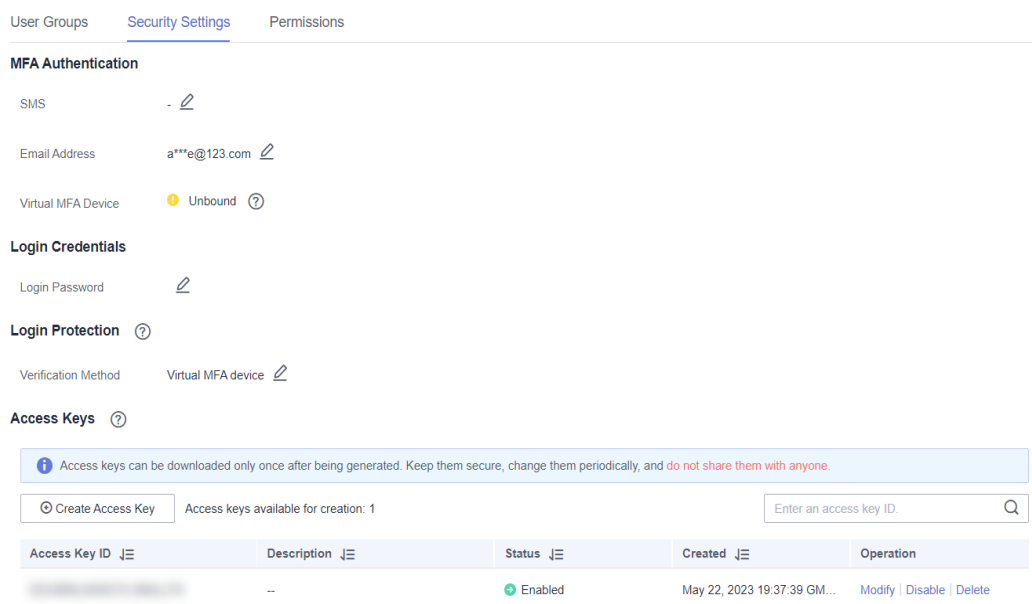 User Groups Security Settings Permissions
MFA Authentication
SMS -
Email Address a***e@123.com
Virtual MFA Device ! Unbound ?
Login Credentials
Login Password
Login Protection ?
Verification Method Virtual MFA device
Access Keys ?
i Access keys can be downloaded only once after being generated. Keep them secure, change them periodically, and do not share them with anyone.
Create Access Key Access keys available for creation: 1 Enter an access key ID.
Access Key ID Description Status Created Operation
-- Enabled May 22, 2023 19:37:39 GM... Modify | Disable | Delete